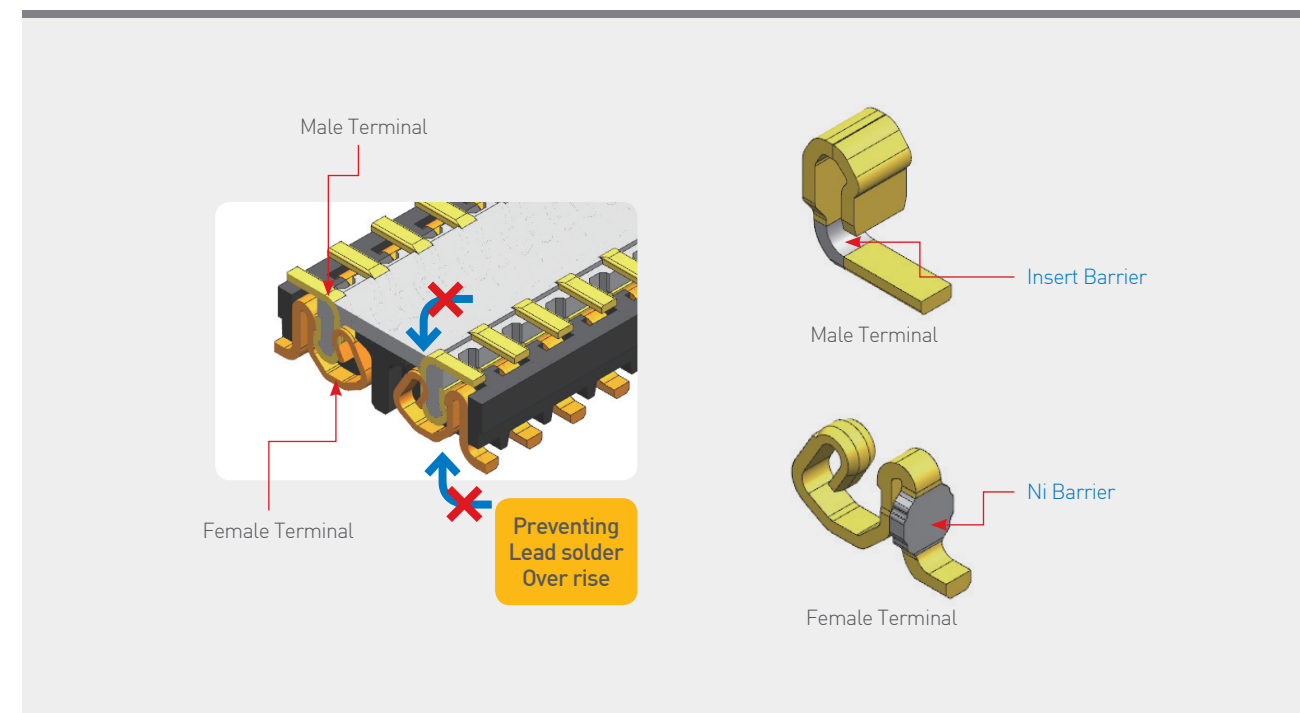 Male Terminal
Female Terminal
Preventing
Lead solder
Over rise
Insert Barrier
Male Terminal
Ni Barrier
Female Terminal